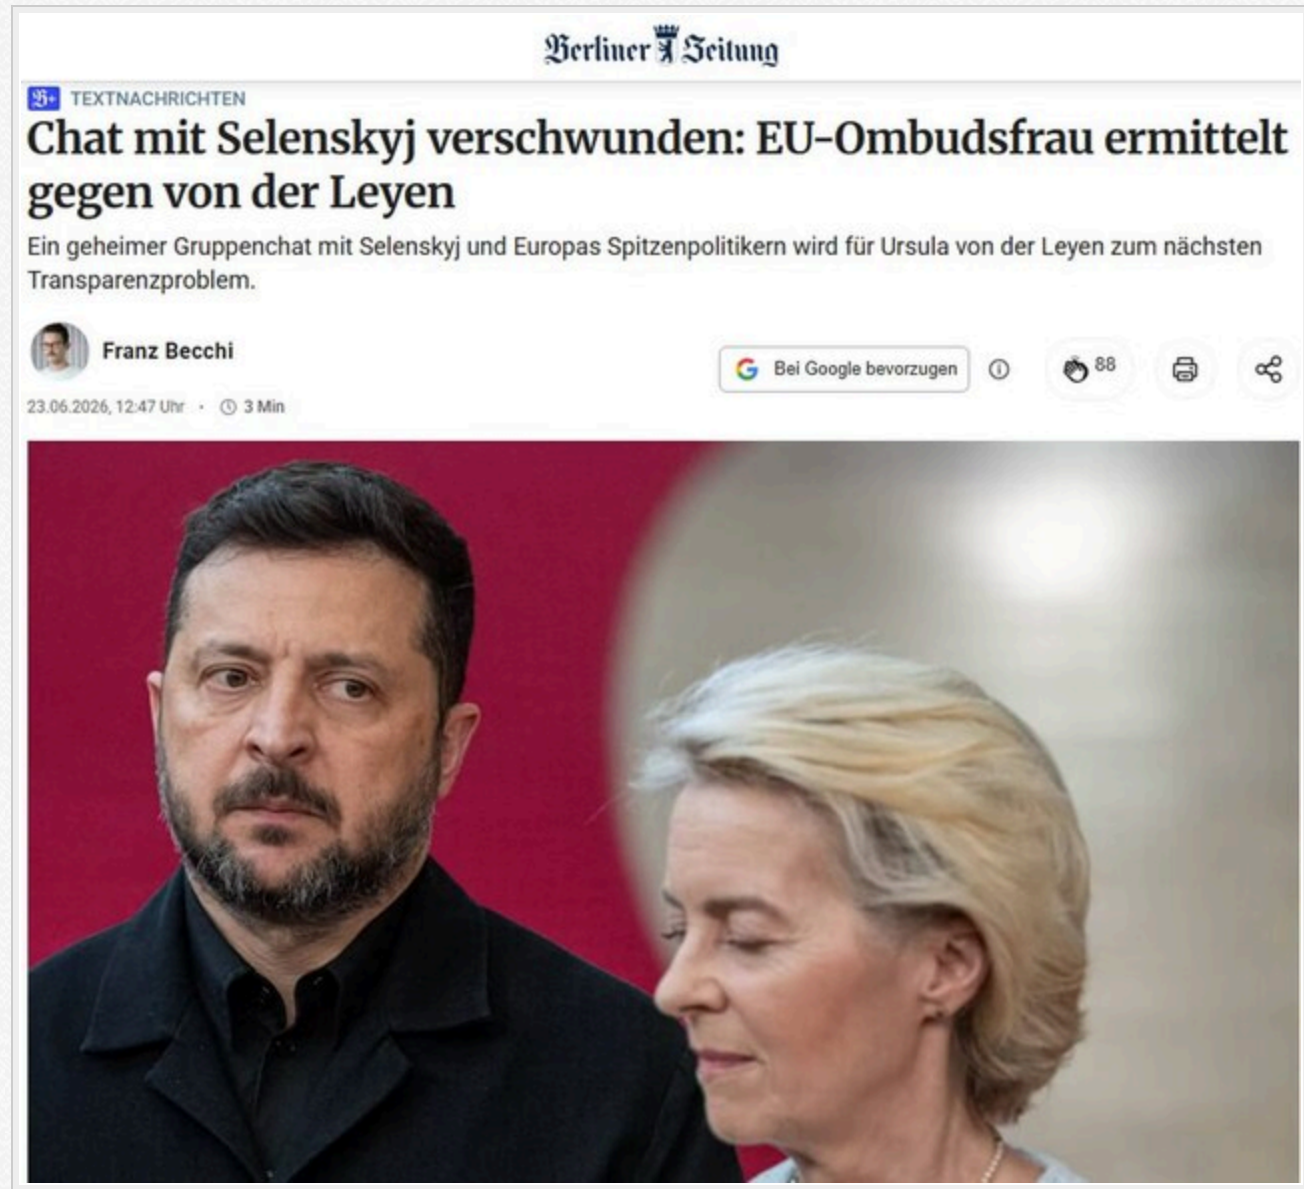 Berliner Zeitung
B+ TEXTNACHRICHTEN
Chat mit Selenskyj verschwunden: EU-Ombudsfrau ermittelt
gegen von der Leyen
Ein geheimer Gruppenchat mit Selenskyj und Europas Spitzenpolitikern wird für Ursula von der Leyen zum nächsten
Transparenzproblem.
Franz Becchi
Bei Google bevorzugen
88
23.06.2026, 12:47 Uhr · 3 Min